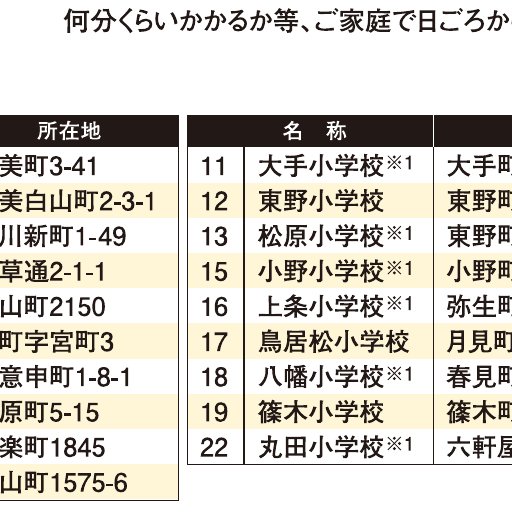 何分くらいかかるか等、ご家庭で日ごろか
所在地
美町3-41
美白山町2-3-1
川新町1-49
草通2-1-1
山町2150
町字宮町3
意申町1-8-1
原町5-15
楽町1845
山町1575-6
名 称
11 大手小学校※1 大手町
12 東野小学校 東野町
13 松原小学校※1 東野町
15 小野小学校※1 小野町
16 上条小学校※1 弥生町
17 鳥居松小学校 月見町
18 八幡小学校※1 春見町
19 篠木小学校 篠木町
22 丸田小学校※1 六軒屋